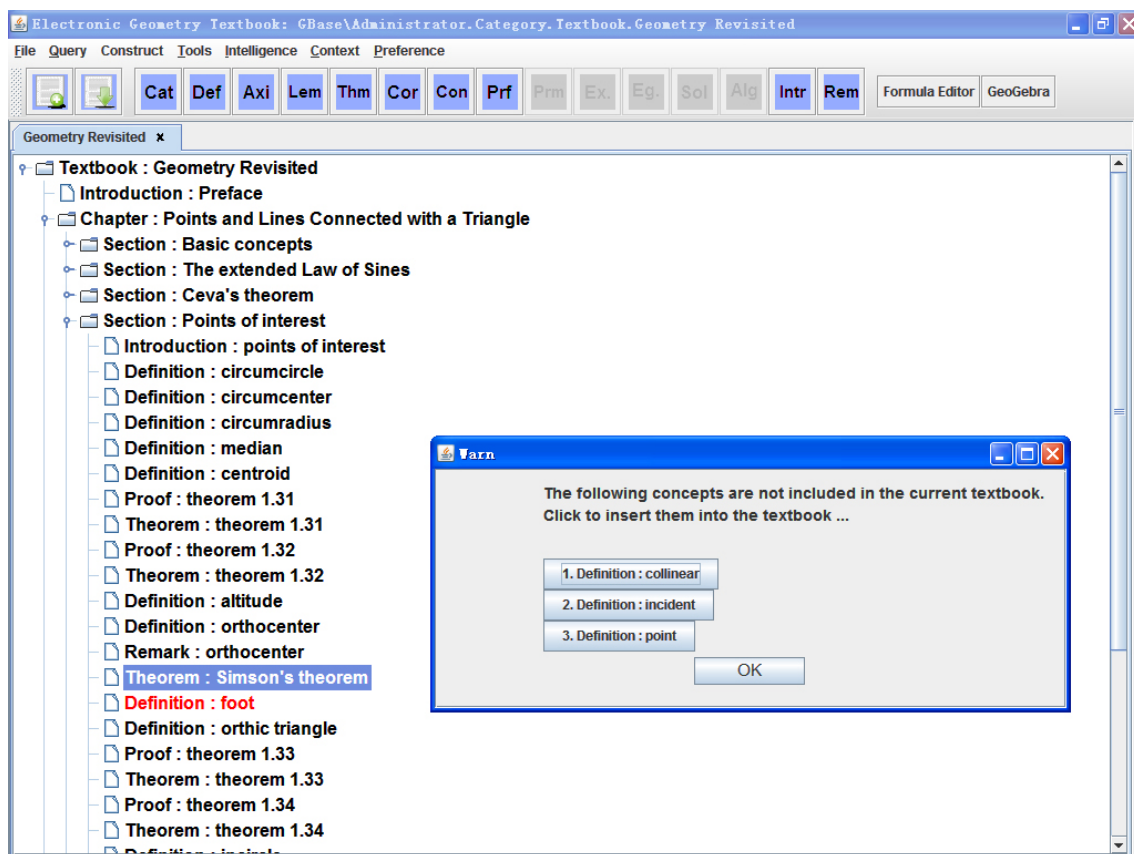 Electronic Geometry Textbook: GBase\Administrator.Category.Textbook.Geometry Revisited
File Query Construct Tools Intelligence Context Preference
Cat Def Axi Lem Thm Cor Con Prf Prm Ex. Eg. Sol Alg Intr Rem Formula Editor GeoGebra
Geometry Revisited x
Textbook : Geometry Revisited
Introduction : Preface
Chapter : Points and Lines Connected with a Triangle
Section : Basic concepts
Section : The extended Law of Sines
Section : Ceva's theorem
Section : Points of interest
Introduction : points of interest
Definition : circumcircle
Definition : circumcenter
Definition : circumradius
Definition : median
Definition : centroid
Proof : theorem 1.31
Theorem : theorem 1.31
Proof : theorem 1.32
Theorem : theorem 1.32
Definition : altitude
Definition : orthocenter
Remark : orthocenter
Theorem : Simson's theorem
Definition : foot
Definition : orthic triangle
Proof : theorem 1.33
Theorem : theorem 1.33
Proof : theorem 1.34
Theorem : theorem 1.34
Warn
The following concepts are not included in the current textbook.
Click to insert them into the textbook ...
1. Definition : collinear
2. Definition : incident
3. Definition : point
OK